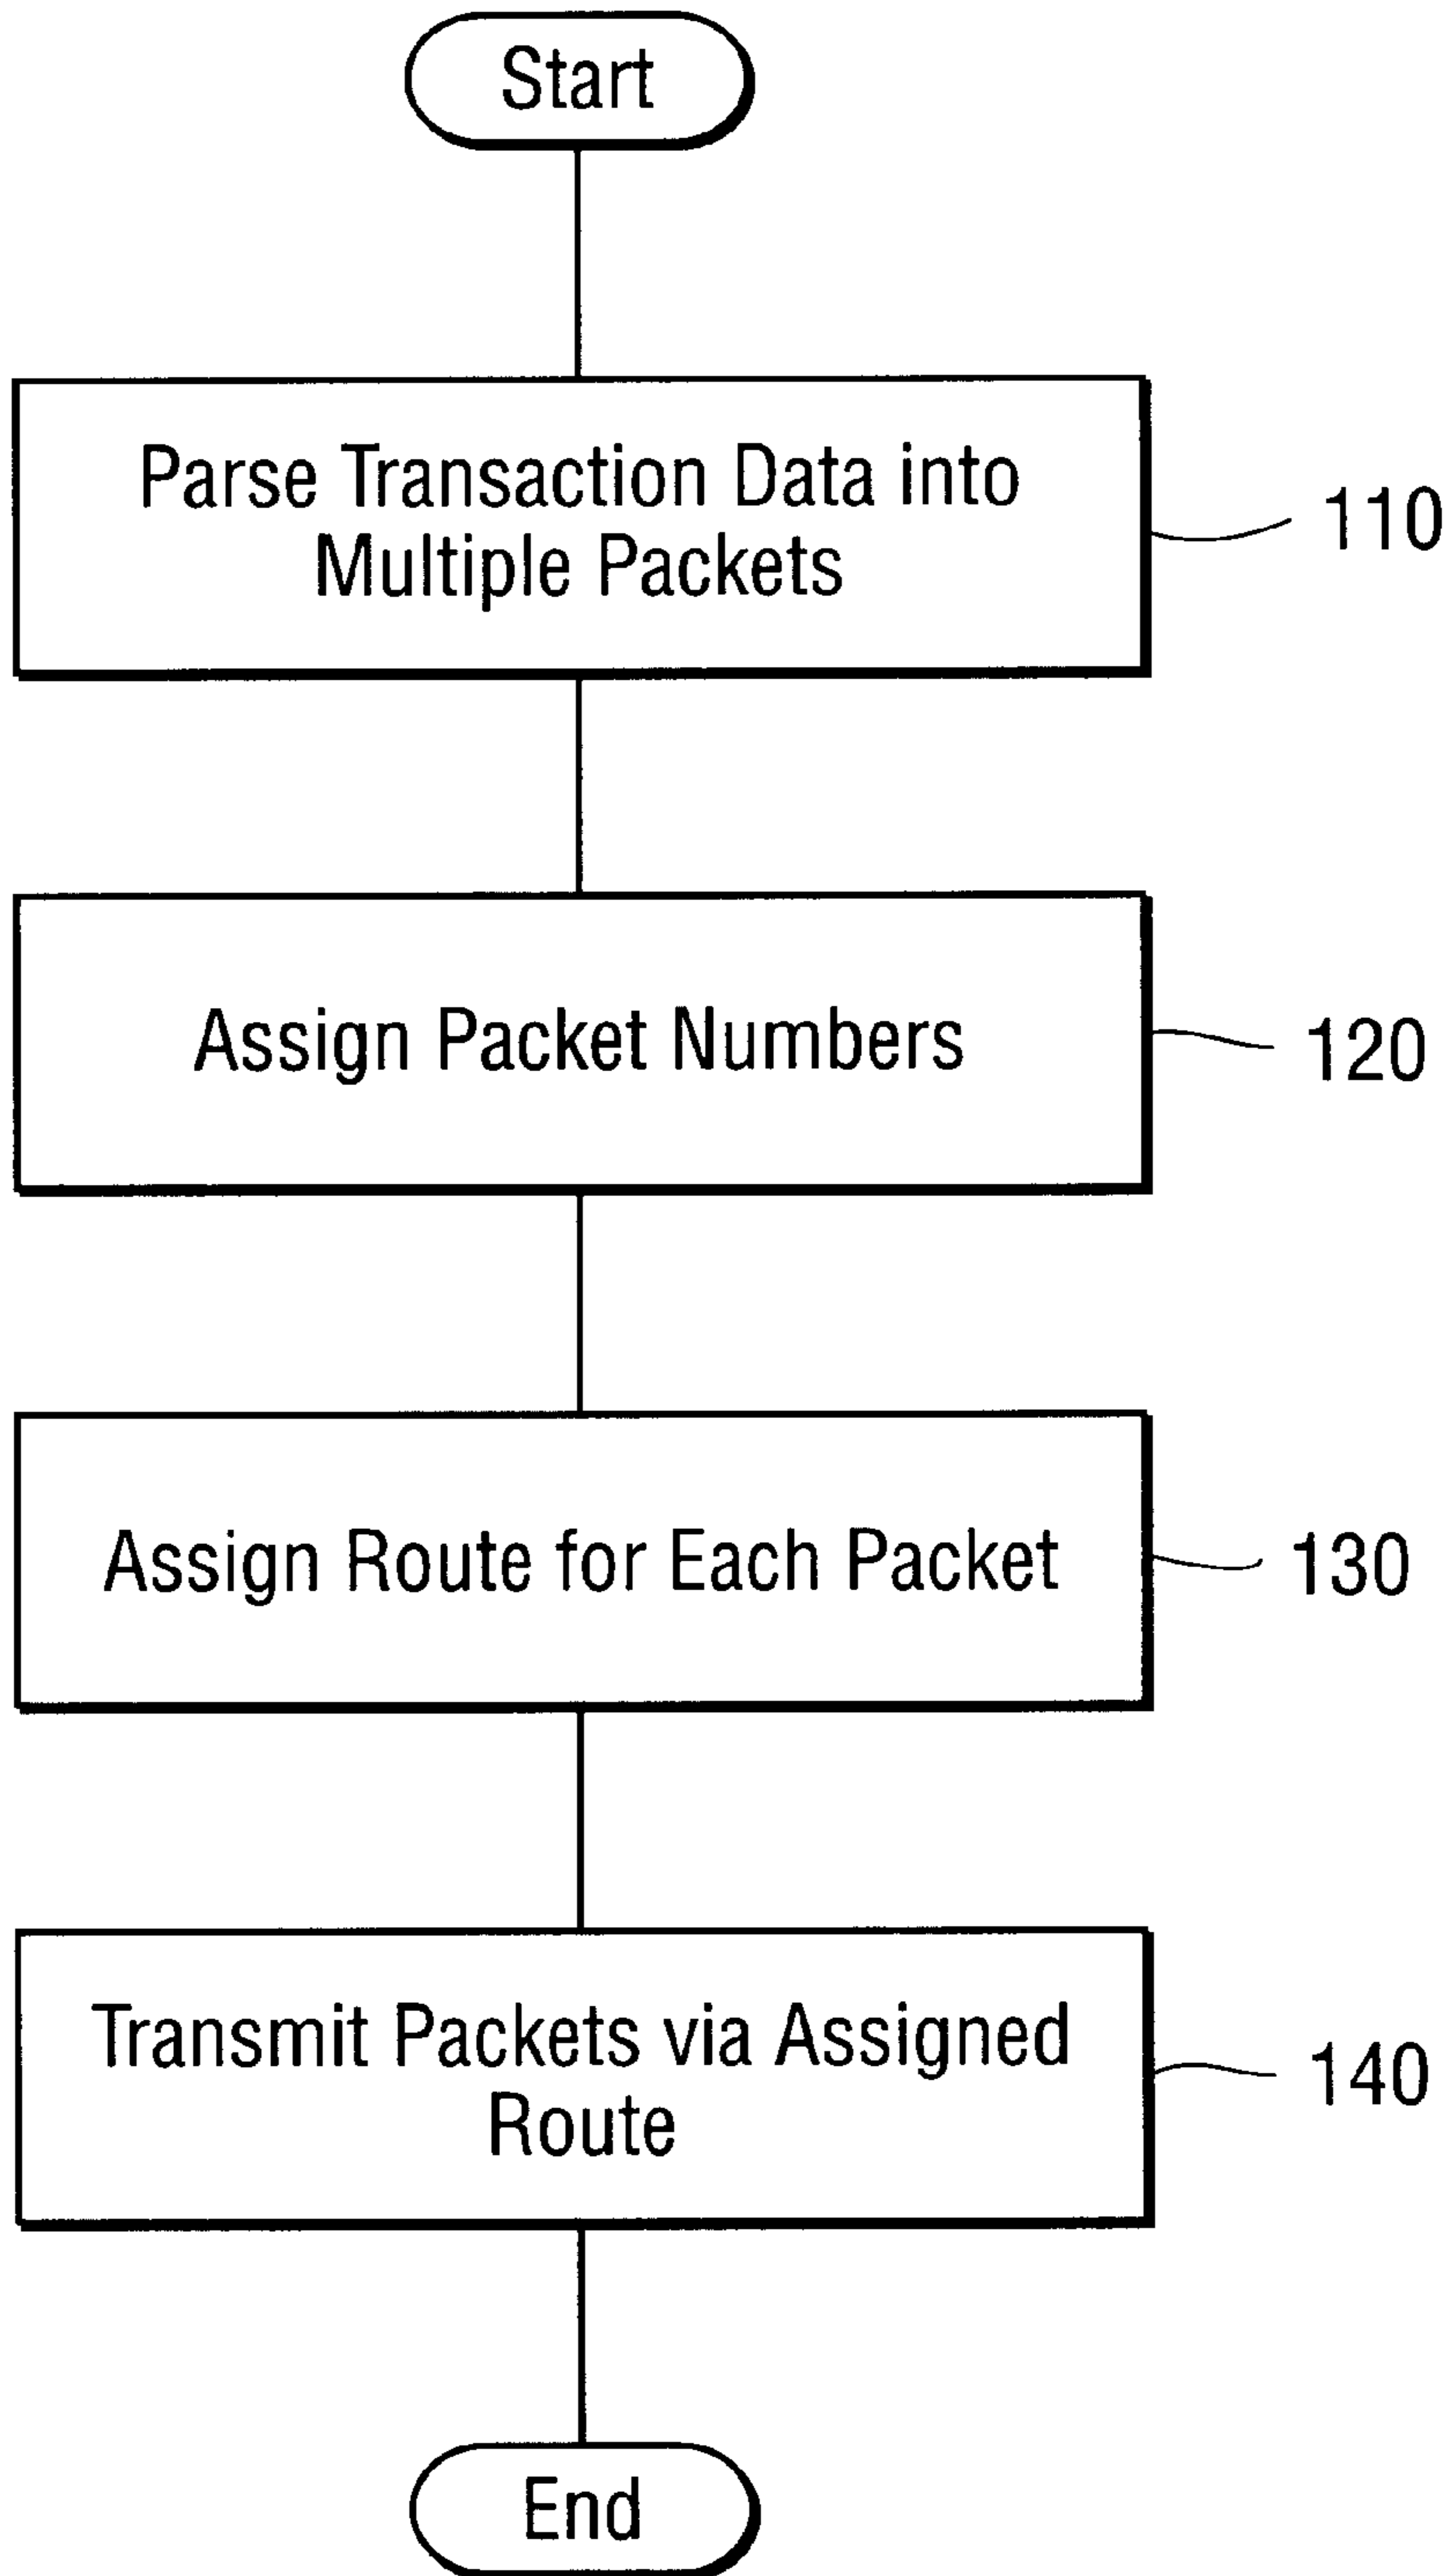 Start
Parse Transaction Data into
Multiple Packets
110
Assign Packet Numbers
120
Assign Route for Each Packet
130
Transmit Packets via Assigned
Route
140
End